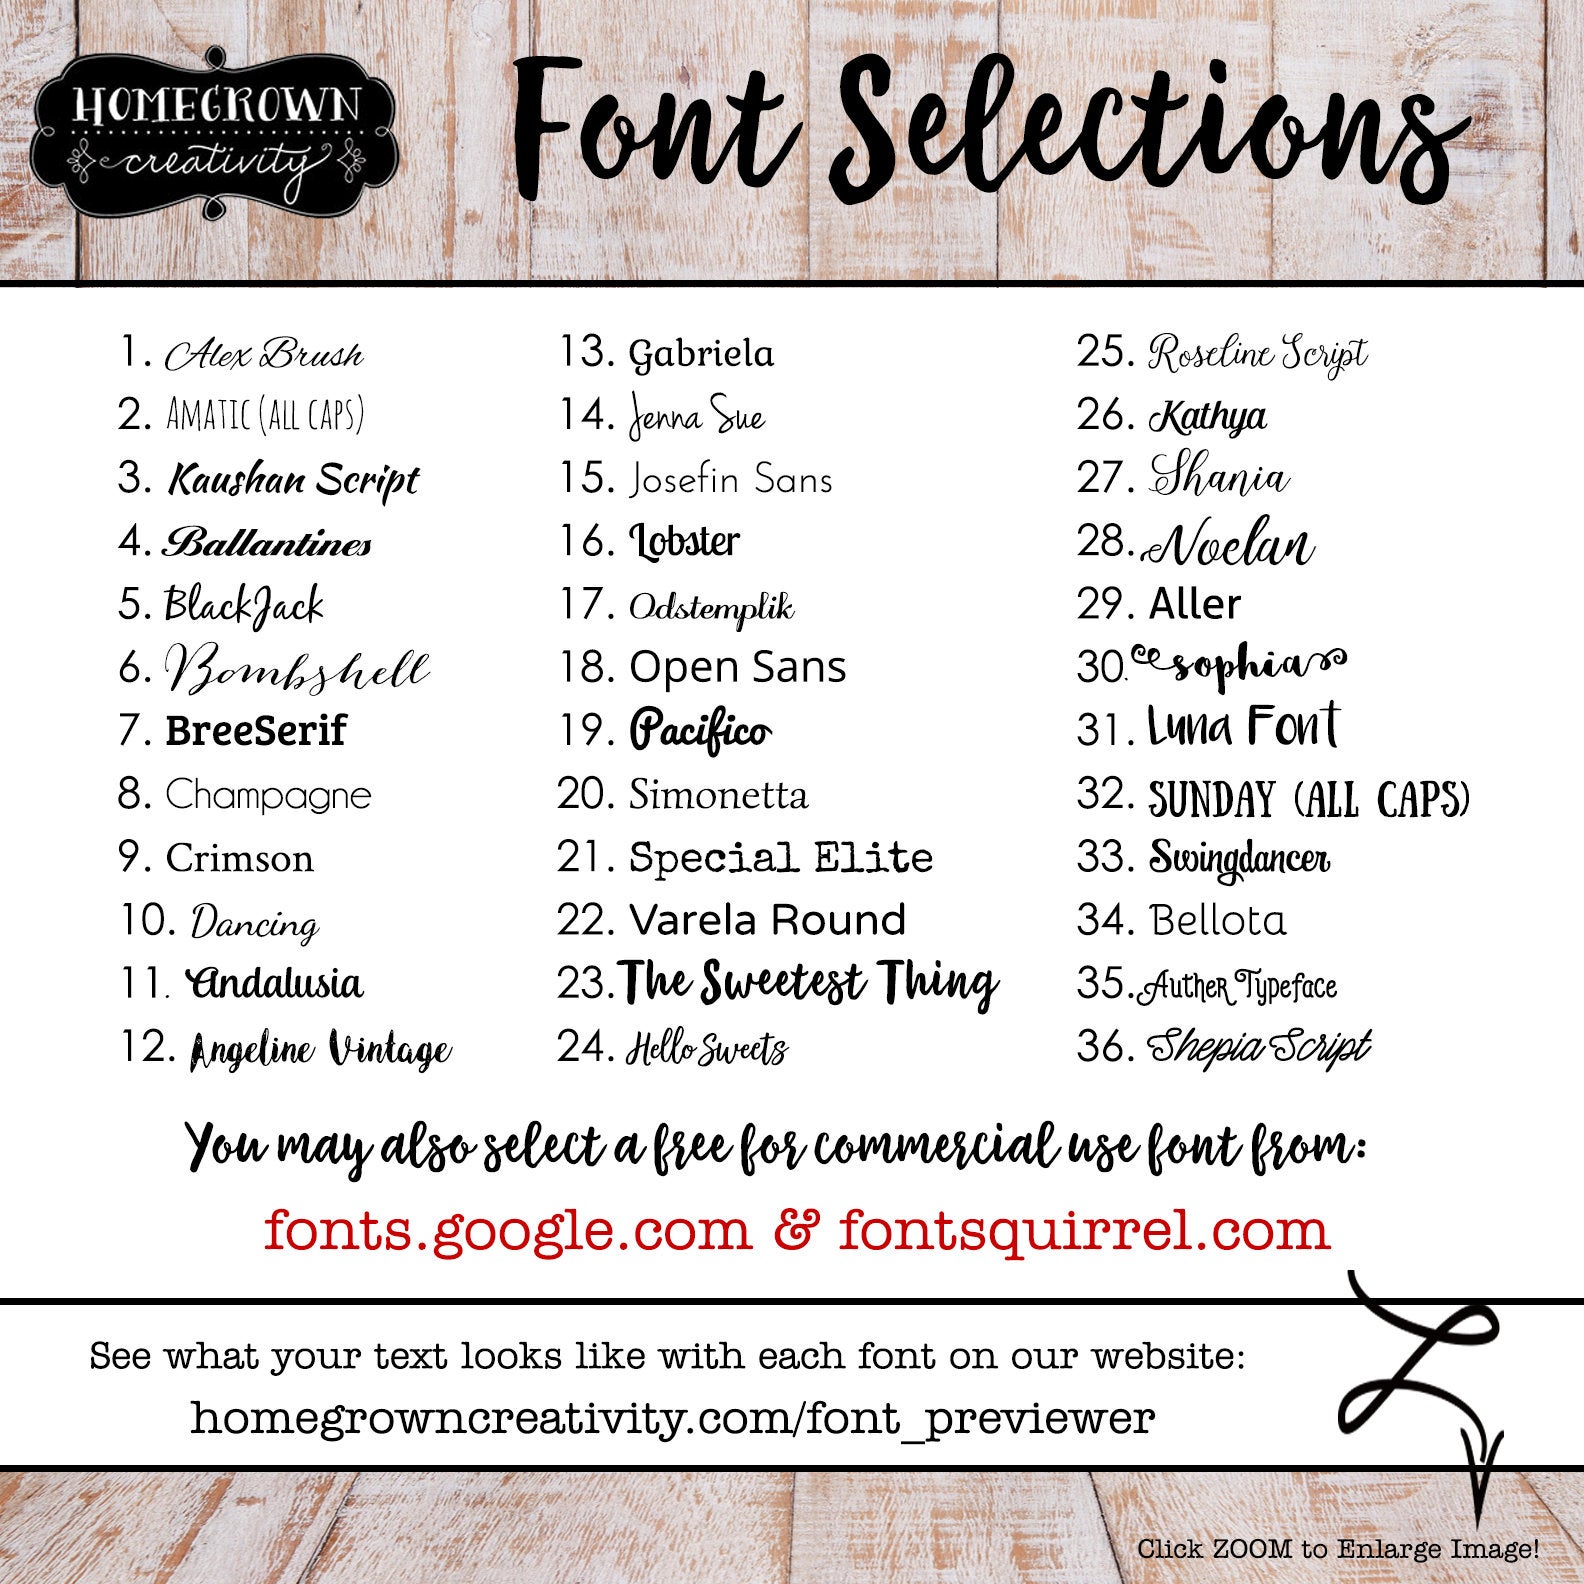 HOMEGROWN
creativity
Font Selections
1. Alex Brush
2. AMATIC (ALL CAPS)
3. Kaushan Script
4. Ballantines
5. BlackJack
6. Bombshell
7. BreeSerif
8. Champagne
9. Crimson
10. Dancing
11. Andalusia
12. Angeline Vintage
13. Gabriela
14. Jenna Sue
15. Josefin Sans
16. Lobster
17. Odstemplik
18. Open Sans
19. Pacifico
20. Simonetta
21. Special Elite
22. Varela Round
23. The Sweetest Thing
24. Hello Sweets
25. Roseline Script
26. Kathya
27. Shania
28. Noelan
29. Aller
30. sophia
31. Luna Font
32. SUNDAY (ALL CAPS)
33. Swingdancer
34. Bellota
35. Auther Typeface
36. Shepia Script
You may also select a free for commercial use font from:
fonts.google.com & fontsquirrel.com
See what your text looks like with each font on our website:
homegrowncreativity.com/font_previewer
Click ZOOM to Enlarge Image!